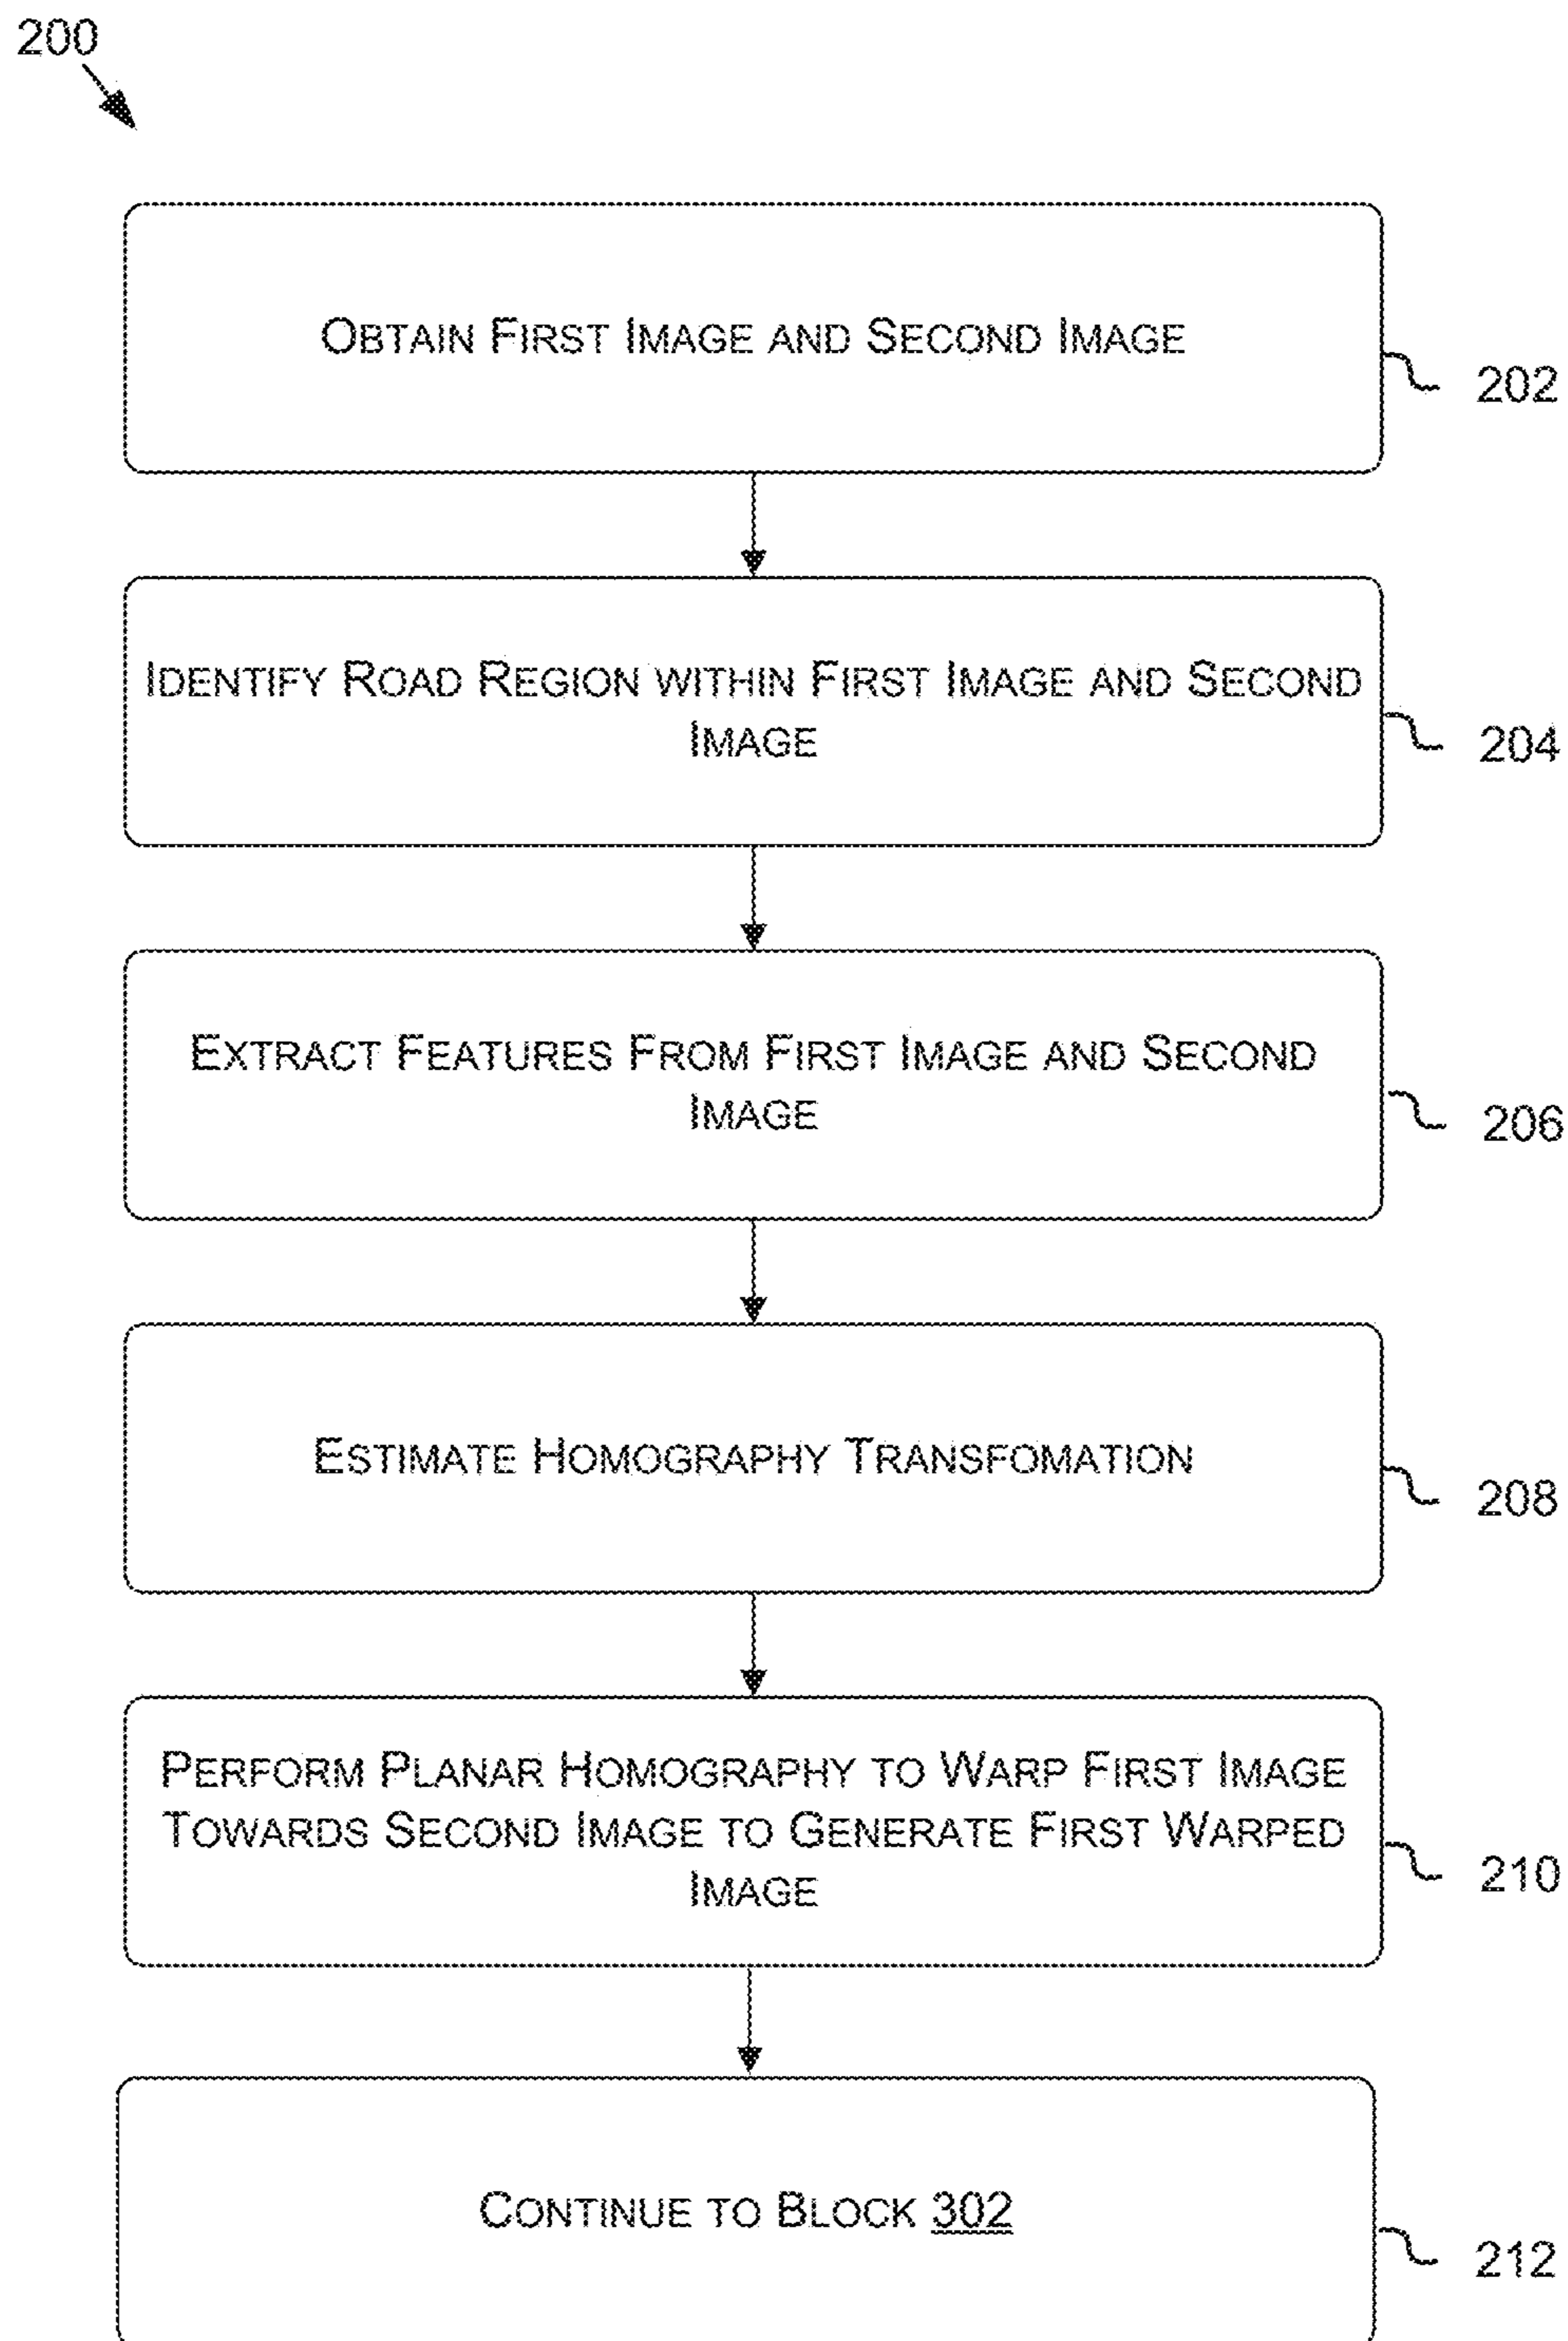 200
OBTAIN FIRST IMAGE AND SECOND IMAGE
202
IDENTIFY ROAD REGION WITHIN FIRST IMAGE AND SECOND
IMAGE
204
EXTRACT FEATURES FROM FIRST IMAGE AND SECOND
IMAGE
206
ESTIMATE HOMOGRAPHY TRANSFOMATION
208
PERFORM PLANAR HOMOGRAPHY TO WARP FIRST IMAGE
TOWARDS SECOND IMAGE TO GENERATE FIRST WARPED
IMAGE
210
CONTINUE TO BLOCK 302
212